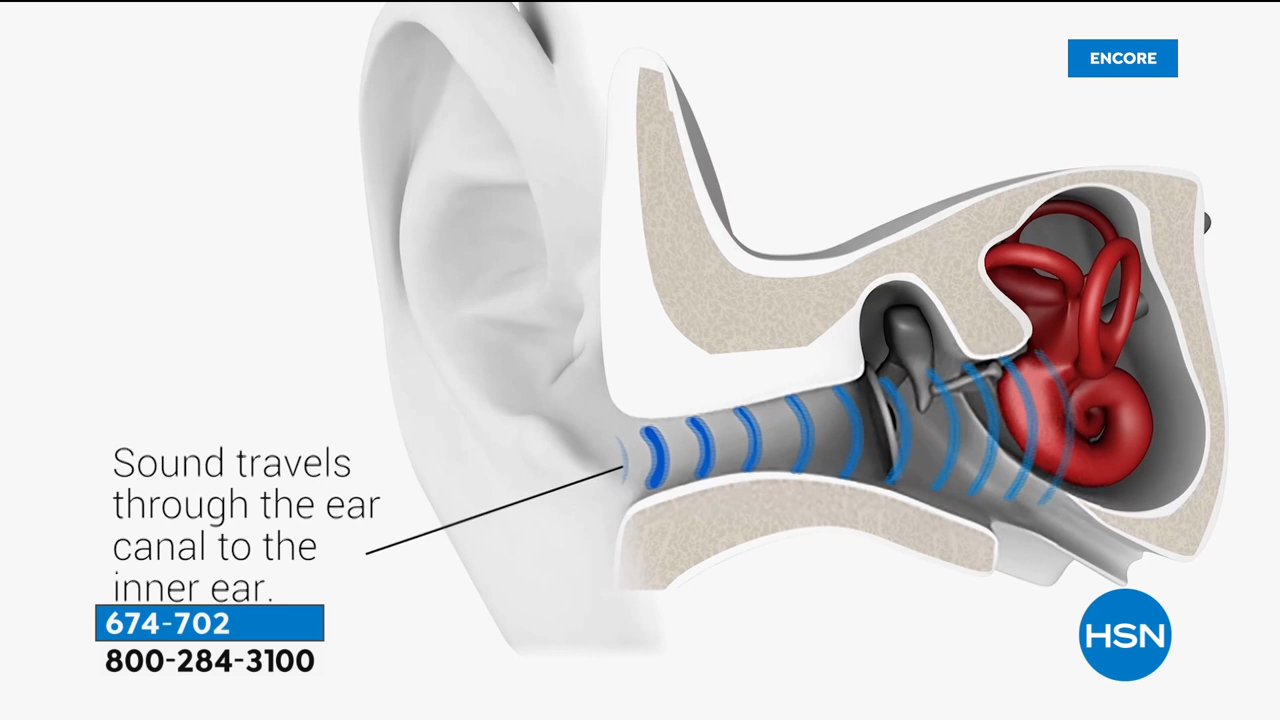 ENCORE
Sound travels
through the ear
canal to the
inner ear.
674-702
800-284-3100
HSN